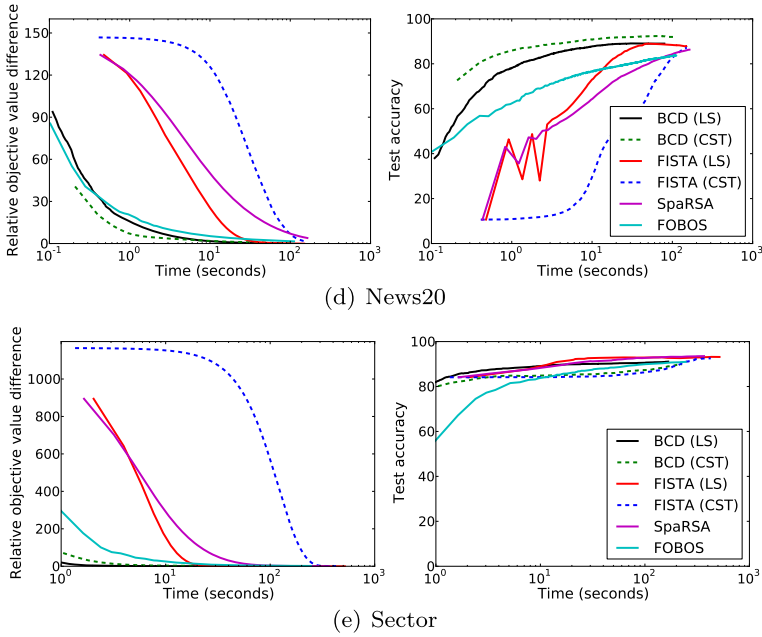 Relative objective value difference
150
120
90
60
30
0
10^-1
10^0
10^1
10^2
10^3
Time (seconds)
Test accuracy
100
80
60
40
20
0
10^-1
10^0
10^1
10^2
10^3
Time (seconds)
BCD (LS)
BCD (CST)
FISTA (LS)
FISTA (CST)
SpaRSA
FOBOS
(d) News20
Relative objective value difference
1000
800
600
400
200
0
10^0
10^1
10^2
10^3
Time (seconds)
Test accuracy
100
80
60
40
20
0
10^0
10^1
10^2
10^3
Time (seconds)
BCD (LS)
BCD (CST)
FISTA (LS)
FISTA (CST)
SpaRSA
FOBOS
(e) Sector